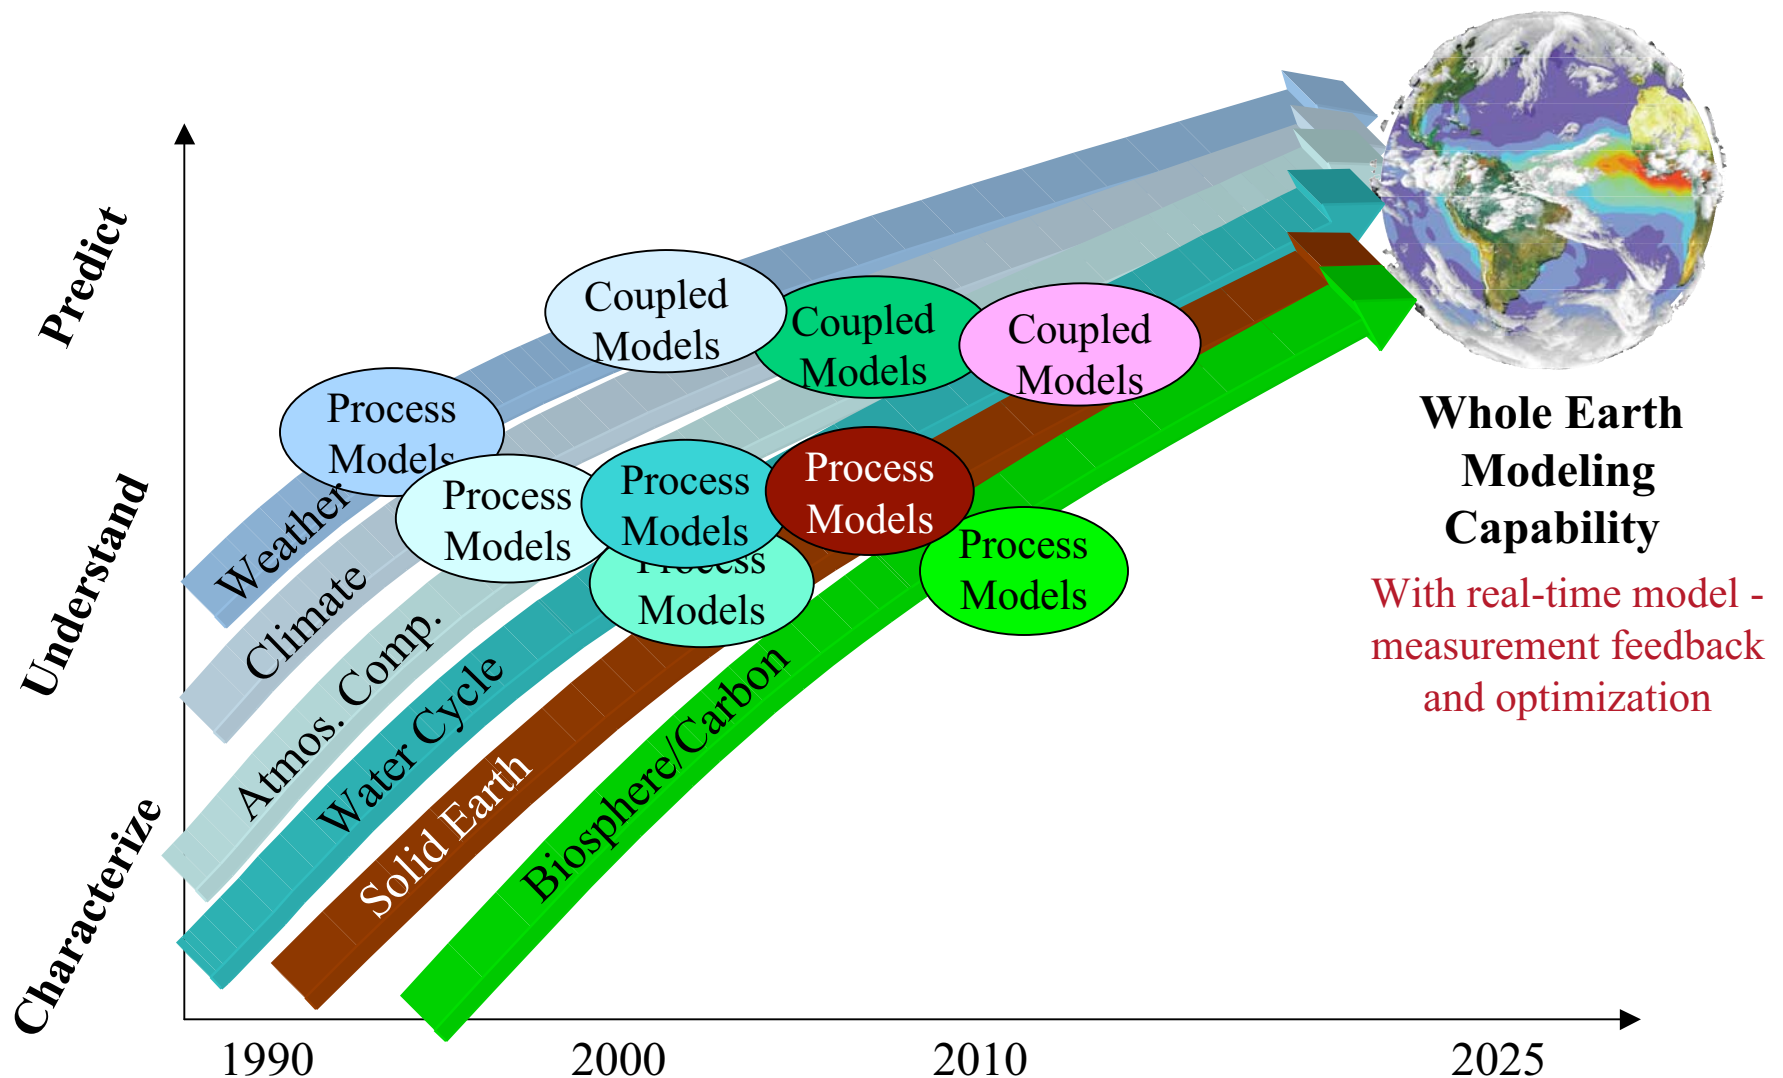 Predict
Understand
Characterize
Coupled
Models
Coupled
Models
Coupled
Models
Process
Models
Process
Models
Process
Models
Process
Models
Process
Models
Process
Models
Weather
Climate
Atmos. Comp.
Water Cycle
Solid Earth
Biosphere/Carbon
Whole Earth
Modeling
Capability
With real-time model -
measurement feedback
and optimization
1990
2000
2010
2025